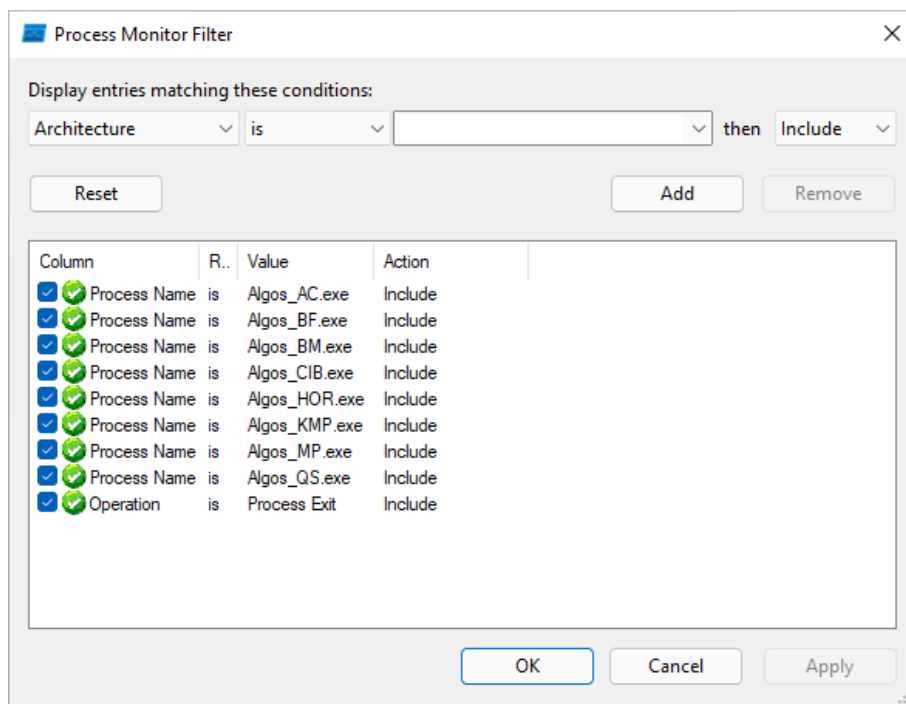 Process Monitor Filter
Display entries matching these conditions:
Architecture is then Include
Reset Add Remove
Column R.. Value Action
Process Name is Algos_AC.exe Include
Process Name is Algos_BF.exe Include
Process Name is Algos_BM.exe Include
Process Name is Algos_CIB.exe Include
Process Name is Algos_HOR.exe Include
Process Name is Algos_KMP.exe Include
Process Name is Algos_MP.exe Include
Process Name is Algos_QS.exe Include
Operation is Process Exit Include
OK Cancel Apply